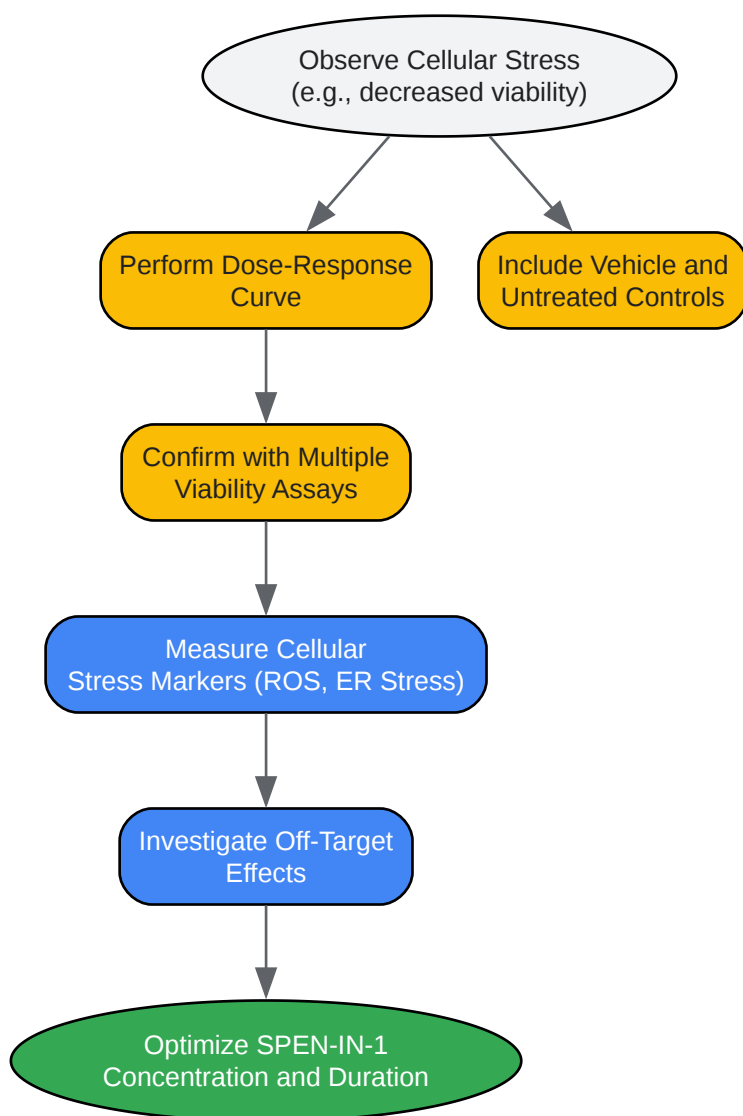 Observe Cellular Stress
(e.g., decreased viability)
Perform Dose-Response
Curve
Include Vehicle and
Untreated Controls
Confirm with Multiple
Viability Assays
Measure Cellular
Stress Markers (ROS, ER Stress)
Investigate Off-Target
Effects
Optimize SPEN-IN-1
Concentration and Duration